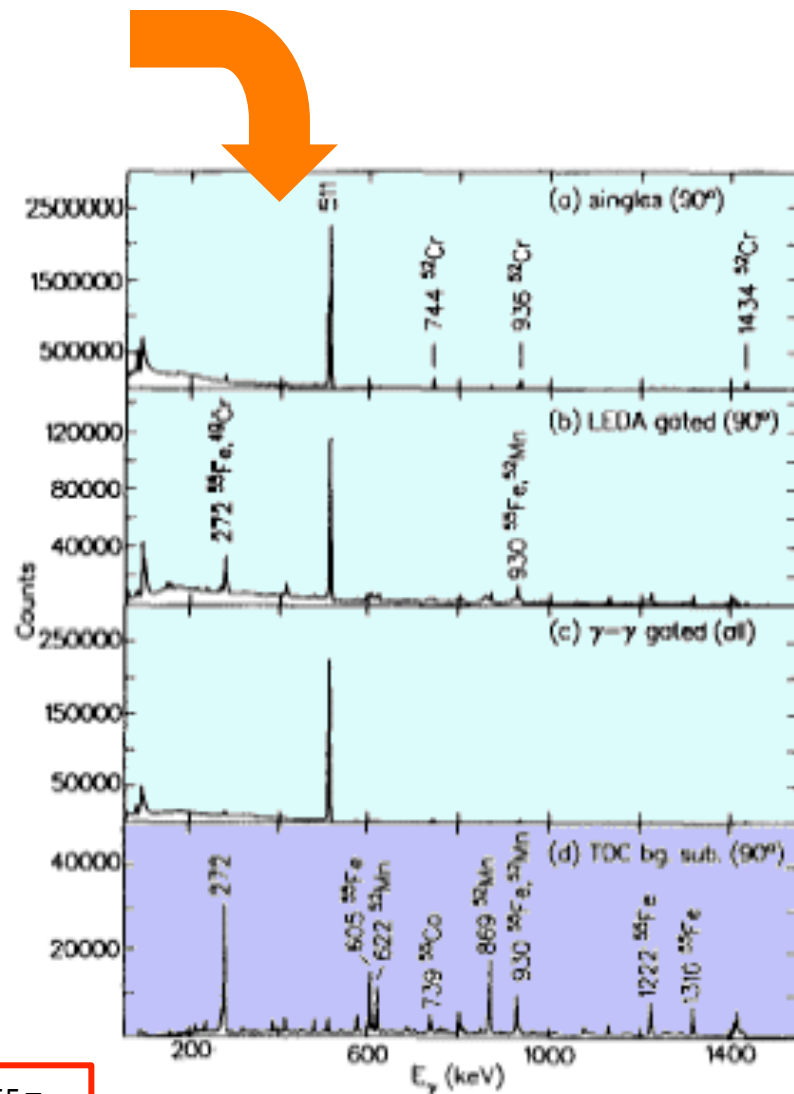 511
(a) singles (90°)
2500000
1500000
500000
744 ⁵²Cr
936 ⁵²Cr
1434 ⁵²Cr
(b) LEDA gated (90°)
120000
80000
40000
272 ⁵⁵Fe, ⁴⁹Cr
930 ⁵⁵Fe, ⁵²Mn
Counts
(c) γ–γ gated (all)
250000
150000
50000
(d) TOC bg. sub. (90°)
40000
20000
272
605 ⁵⁵Fe
622 ⁵²Mn
739 ⁵⁵Co
869 ⁵²Mn
930 ⁵⁵Fe, ⁵²Mn
1222 ⁵⁵Fe
1316 ⁵⁵Fe
200
600
1000
1400
Eᵧ (keV)